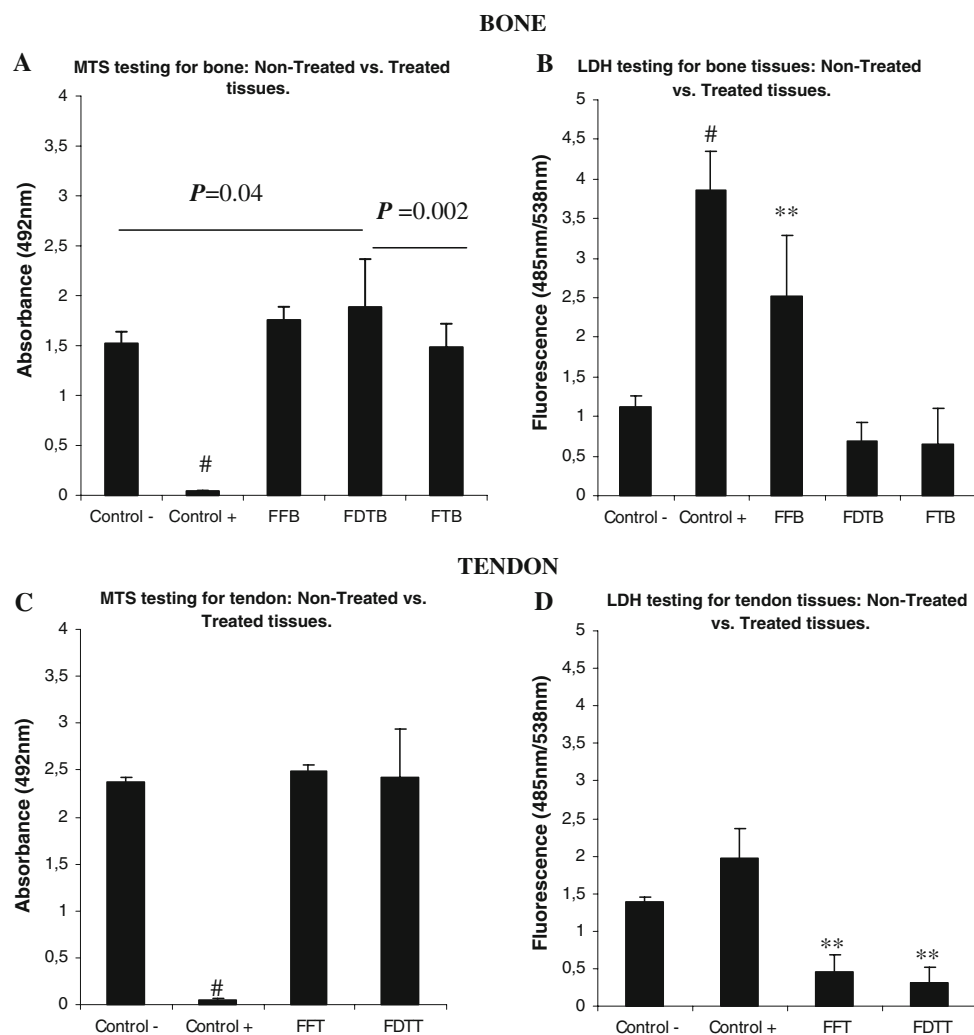 BONE
A
MTS testing for bone: Non-Treated vs. Treated
tissues.
Absorbance (492nm)
4
3,5
3
2,5
2
1,5
1
0,5
0
P=0.04
P =0.002
#
Control -
Control +
FFB
FDTB
FTB
B
LDH testing for bone tissues: Non-Treated
vs. Treated tissues.
Fluorescence (485nm/538nm)
5
4,5
4
3,5
3
2,5
2
1,5
1
0,5
0
#
**
Control -
Control +
FFB
FDTB
FTB
TENDON
C
MTS testing for tendon: Non-Treated vs.
Treated tissues.
Absorbance (492nm)
4
3,5
3
2,5
2
1,5
1
0,5
0
#
Control -
Control +
FFT
FDTT
D
LDH testing for tendon tissues: Non-Treated
vs. Treated tissues.
Fluorescence (485nm/538nm)
5
4,5
4
3,5
3
2,5
2
1,5
1
0,5
0
**
**
Control -
Control +
FFT
FDTT